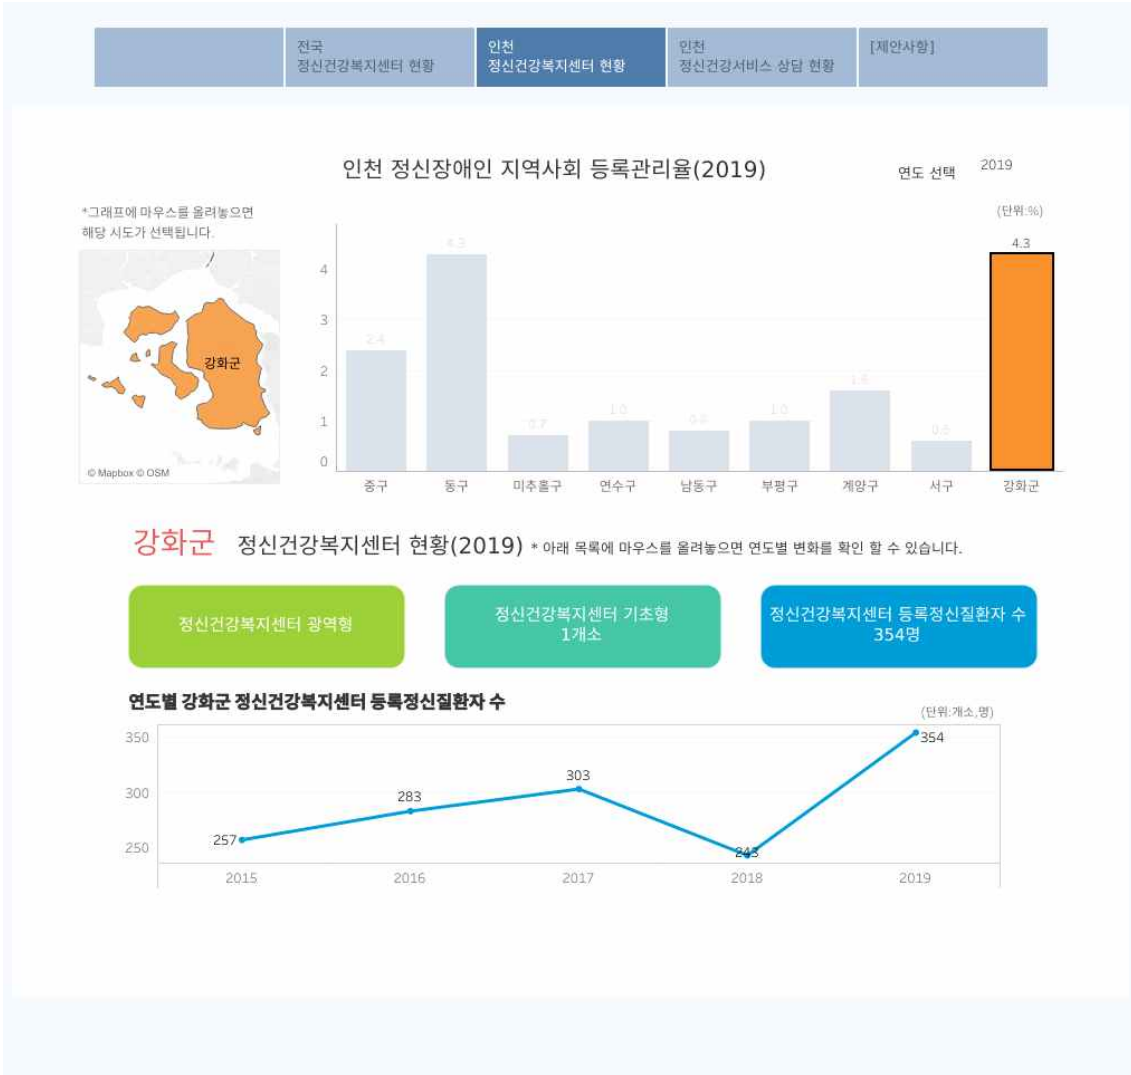 전국
정신건강복지센터 현황
인천
정신건강복지센터 현황
인천
정신건강서비스 상담 현황
[제안사항]
인천 정신장애인 지역사회 등록관리율(2019)
연도 선택
2019
*그래프에 마우스를 올려놓으면
해당 시도가 선택됩니다.
(단위:%)
강화군
© Mapbox © OSM
4
3
2
1
0
2.4
4.3
0.7
1.0
0.8
1.0
1.6
0.6
4.3
중구
동구
미추홀구
연수구
남동구
부평구
계양구
서구
강화군
강화군 정신건강복지센터 현황(2019) * 아래 목록에 마우스를 올려놓으면 연도별 변화를 확인 할 수 있습니다.
정신건강복지센터 광역형
정신건강복지센터 기초형
1개소
정신건강복지센터 등록정신질환자 수
354명
연도별 강화군 정신건강복지센터 등록정신질환자 수
(단위:개소,명)
350
300
250
257
283
303
243
354
2015
2016
2017
2018
2019